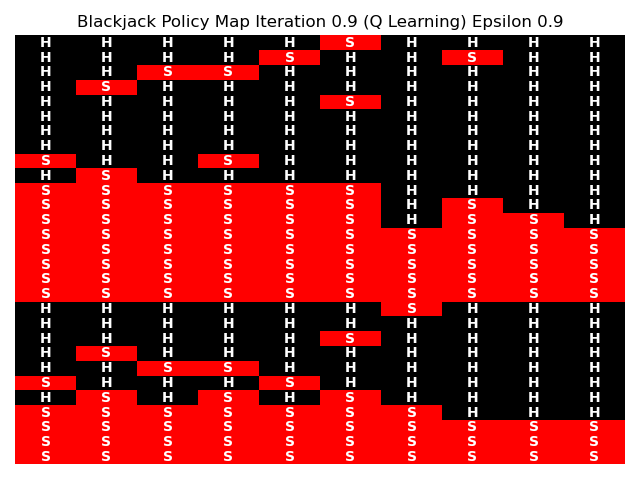 Blackjack Policy Map Iteration 0.9 (Q Learning) Epsilon 0.9
H H H H H S H H H H
H H H H S H H S H H
H H S S H H H H H H
H S H H H H H H H H
H H H H H S H H H H
H H H H H H H H H H
H H H H H H H H H H
H H H H H H H H H H
S H H S H H H H H H
H S H H H H H H H H
S S S S S S H H H H
S S S S S S H S H H
S S S S S S H S S H
S S S S S S S S S S
S S S S S S S S S S
S S S S S S S S S S
S S S S S S S S S S
S S S S S S S S S S
H H H H H H S H H H
H H H H H H H H H H
H H H H H S H H H H
H S H H H H H H H H
H H S S H H H H H H
S H H H S H H H H H
H S H S H S H H H H
S S S S S S S H H H
S S S S S S S S S S
S S S S S S S S S S
S S S S S S S S S S